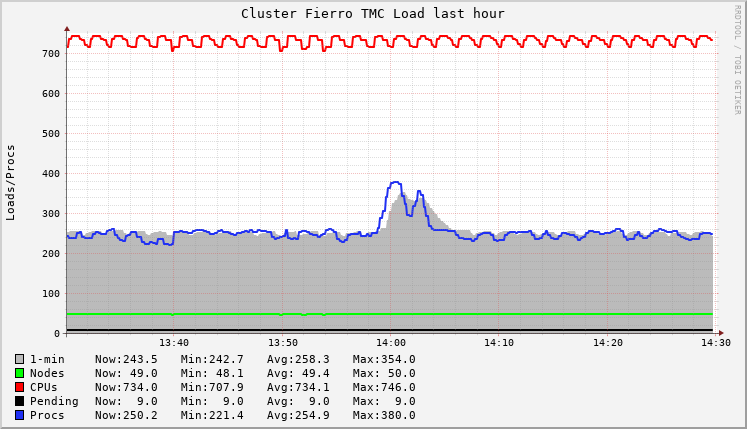 Cluster Fierro TMC Load last hour
RRDTOOL / TOBI OETIKER
Loads/Procs
700
600
500
400
300
200
100
0
13:40 13:50 14:00 14:10 14:20 14:30
1-min Now:243.5 Min:242.7 Avg:258.3 Max:354.0
Nodes Now: 49.0 Min: 48.1 Avg: 49.4 Max: 50.0
CPUs Now:734.0 Min:707.9 Avg:734.1 Max:746.0
Pending Now: 9.0 Min: 9.0 Avg: 9.0 Max: 9.0
Procs Now:250.2 Min:221.4 Avg:254.9 Max:380.0